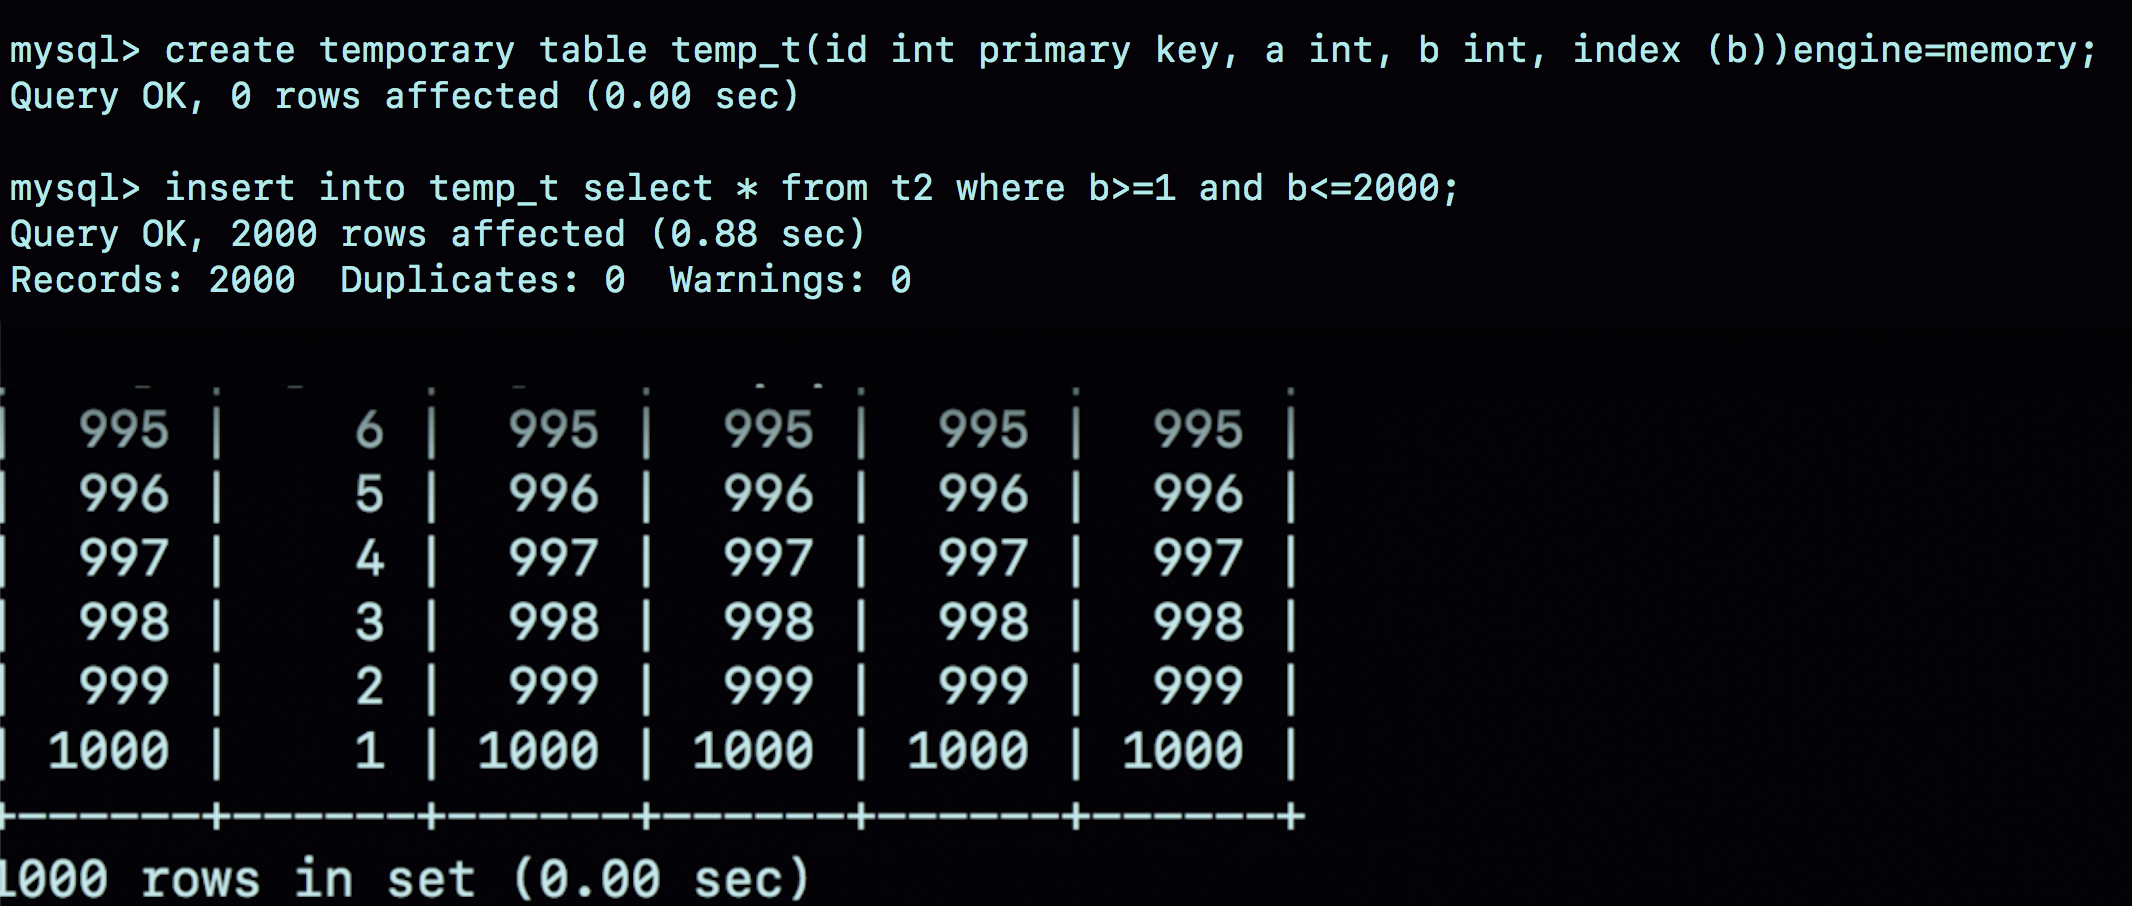 mysql> create temporary table temp_t(id int primary key, a int, b int, index (b))engine=memory;
Query OK, 0 rows affected (0.00 sec)
mysql> insert into temp_t select * from t2 where b>=1 and b<=2000;
Query OK, 2000 rows affected (0.88 sec)
Records: 2000  Duplicates: 0  Warnings: 0
|  995 |    6 |  995 |  995 |  995 |  995 |
|  996 |    5 |  996 |  996 |  996 |  996 |
|  997 |    4 |  997 |  997 |  997 |  997 |
|  998 |    3 |  998 |  998 |  998 |  998 |
|  999 |    2 |  999 |  999 |  999 |  999 |
| 1000 |    1 | 1000 | 1000 | 1000 | 1000 |
+------+------+------+------+------+------+
1000 rows in set (0.00 sec)